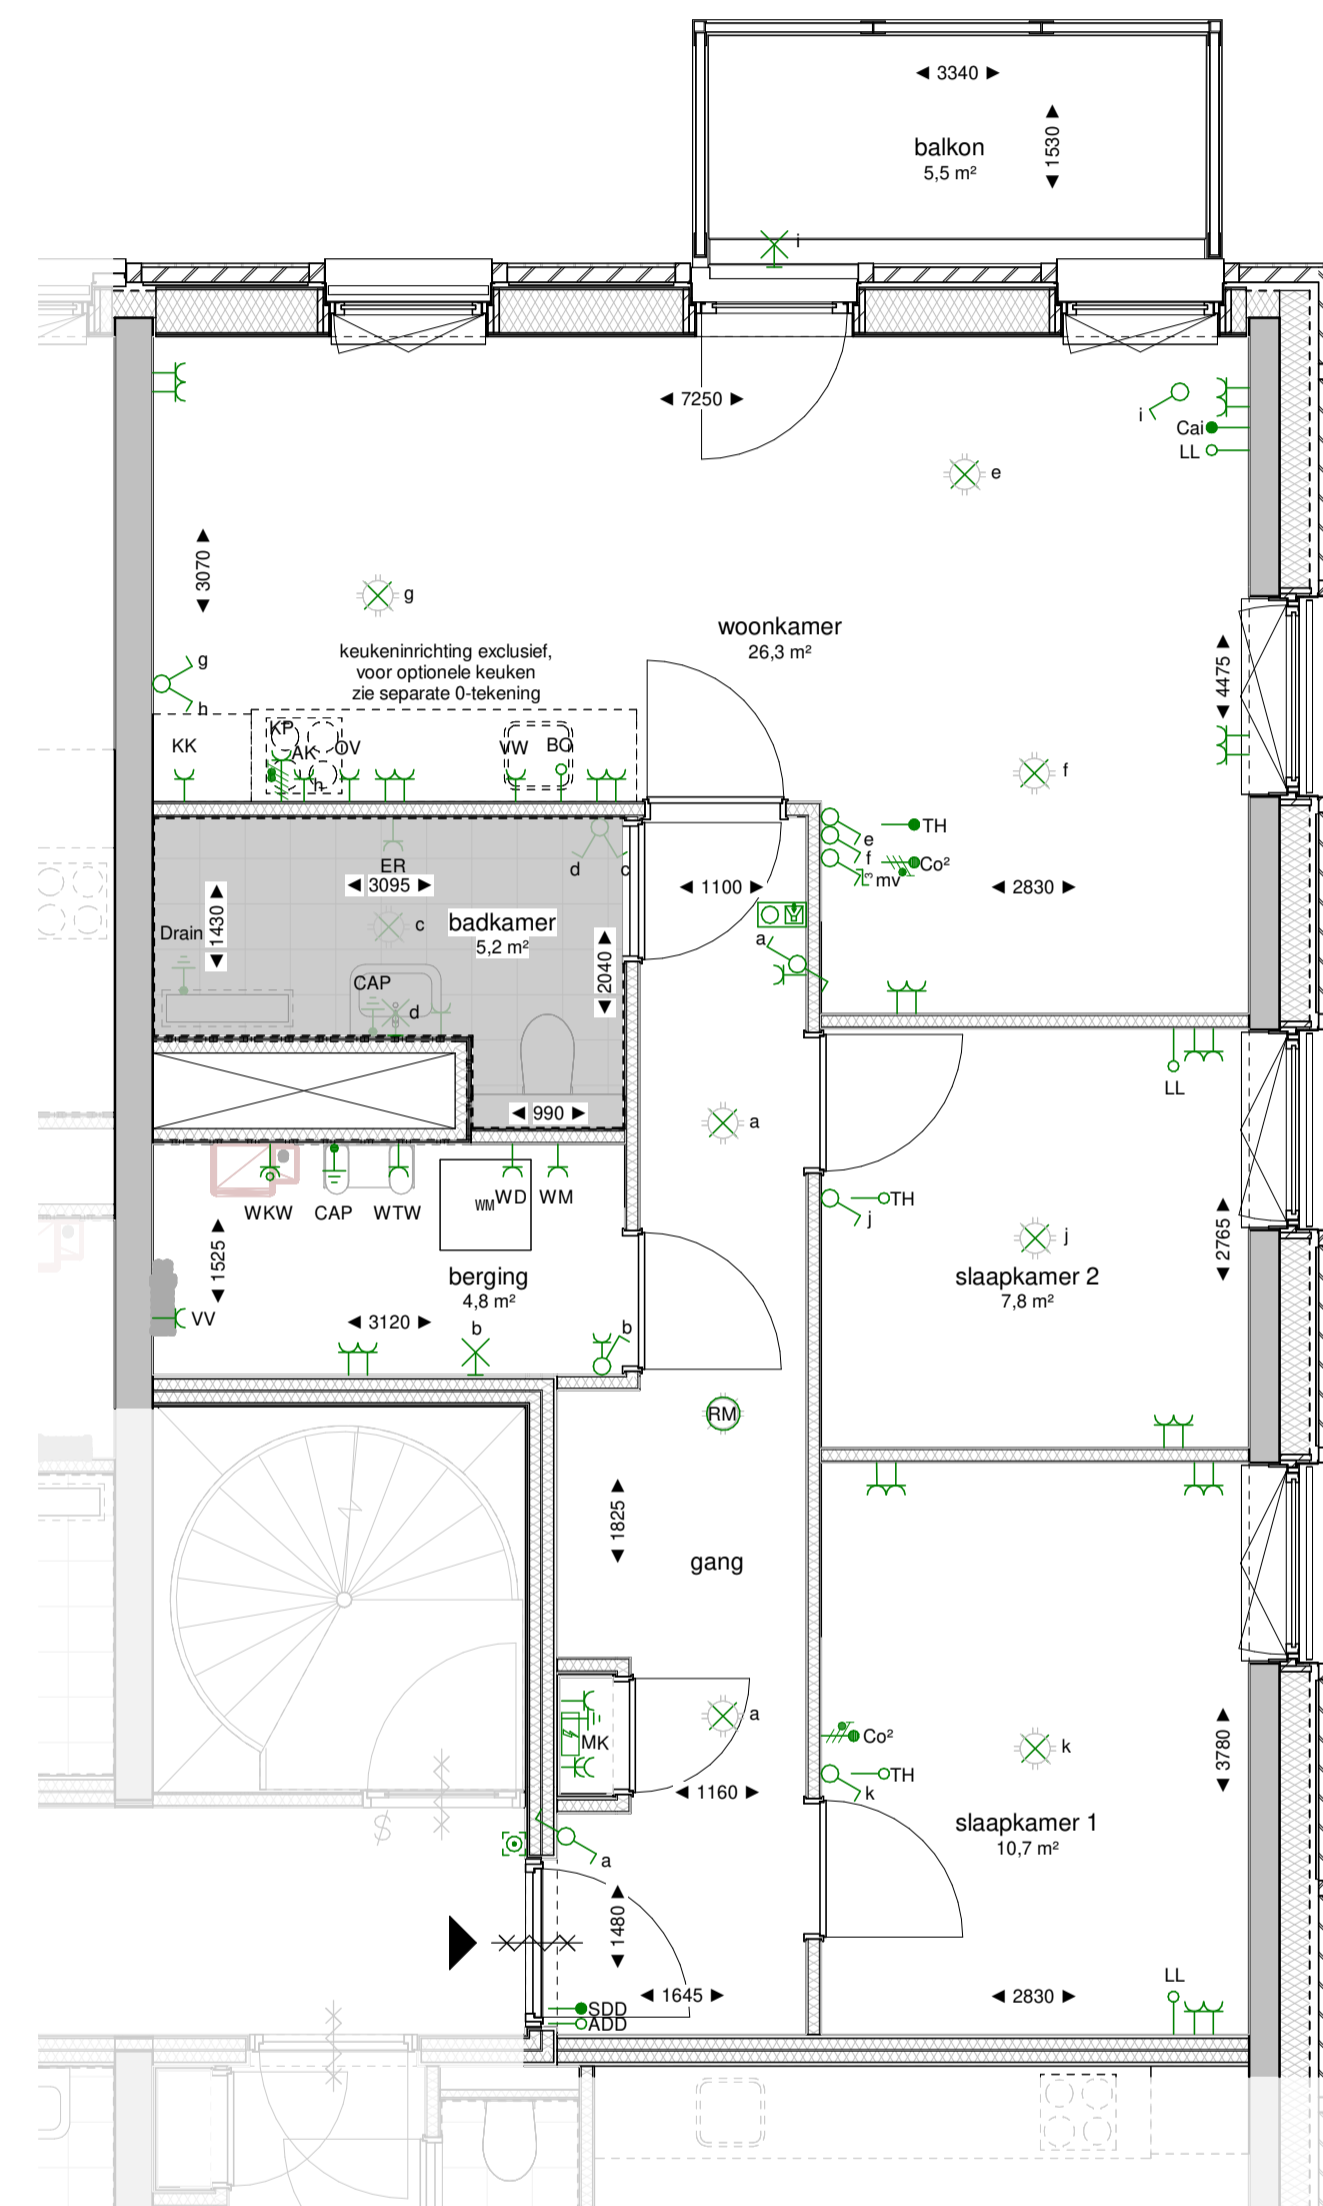 ◄ 3340 ►
balkon
5,5 m²
◄ 1530 ►
i
◄ 7250 ►
i
Cai
LL
e
◄ 3070 ►
g
woonkamer
26,3 m²
keukeninrichting exclusief,
voor optionele keuken
zie separate 0-tekening
g
h
◄ 4475 ►
KK
KP
AK
OV
h
VW
BO
f
e
f
3
mv
TH
Co²
ER
◄ 3095 ►
d
c
◄ 1100 ►
◄ 2830 ►
Drain
◄ 1430 ►
c
badkamer
5,2 m²
◄ 2040 ►
a
CAP
d
LL
◄ 990 ►
a
WKW
CAP
WTW
WM
WD
WM
TH
j
j
◄ 1525 ►
berging
4,8 m²
slaapkamer 2
7,8 m²
◄ 2765 ►
VV
◄ 3120 ►
b
b
RM
◄ 1825 ►
gang
MK
a
◄ 1160 ►
Co²
TH
k
k
◄ 3780 ►
slaapkamer 1
10,7 m²
a
◄ 1480 ►
◄ 1645 ►
SDD
ADD
LL
◄ 2830 ►